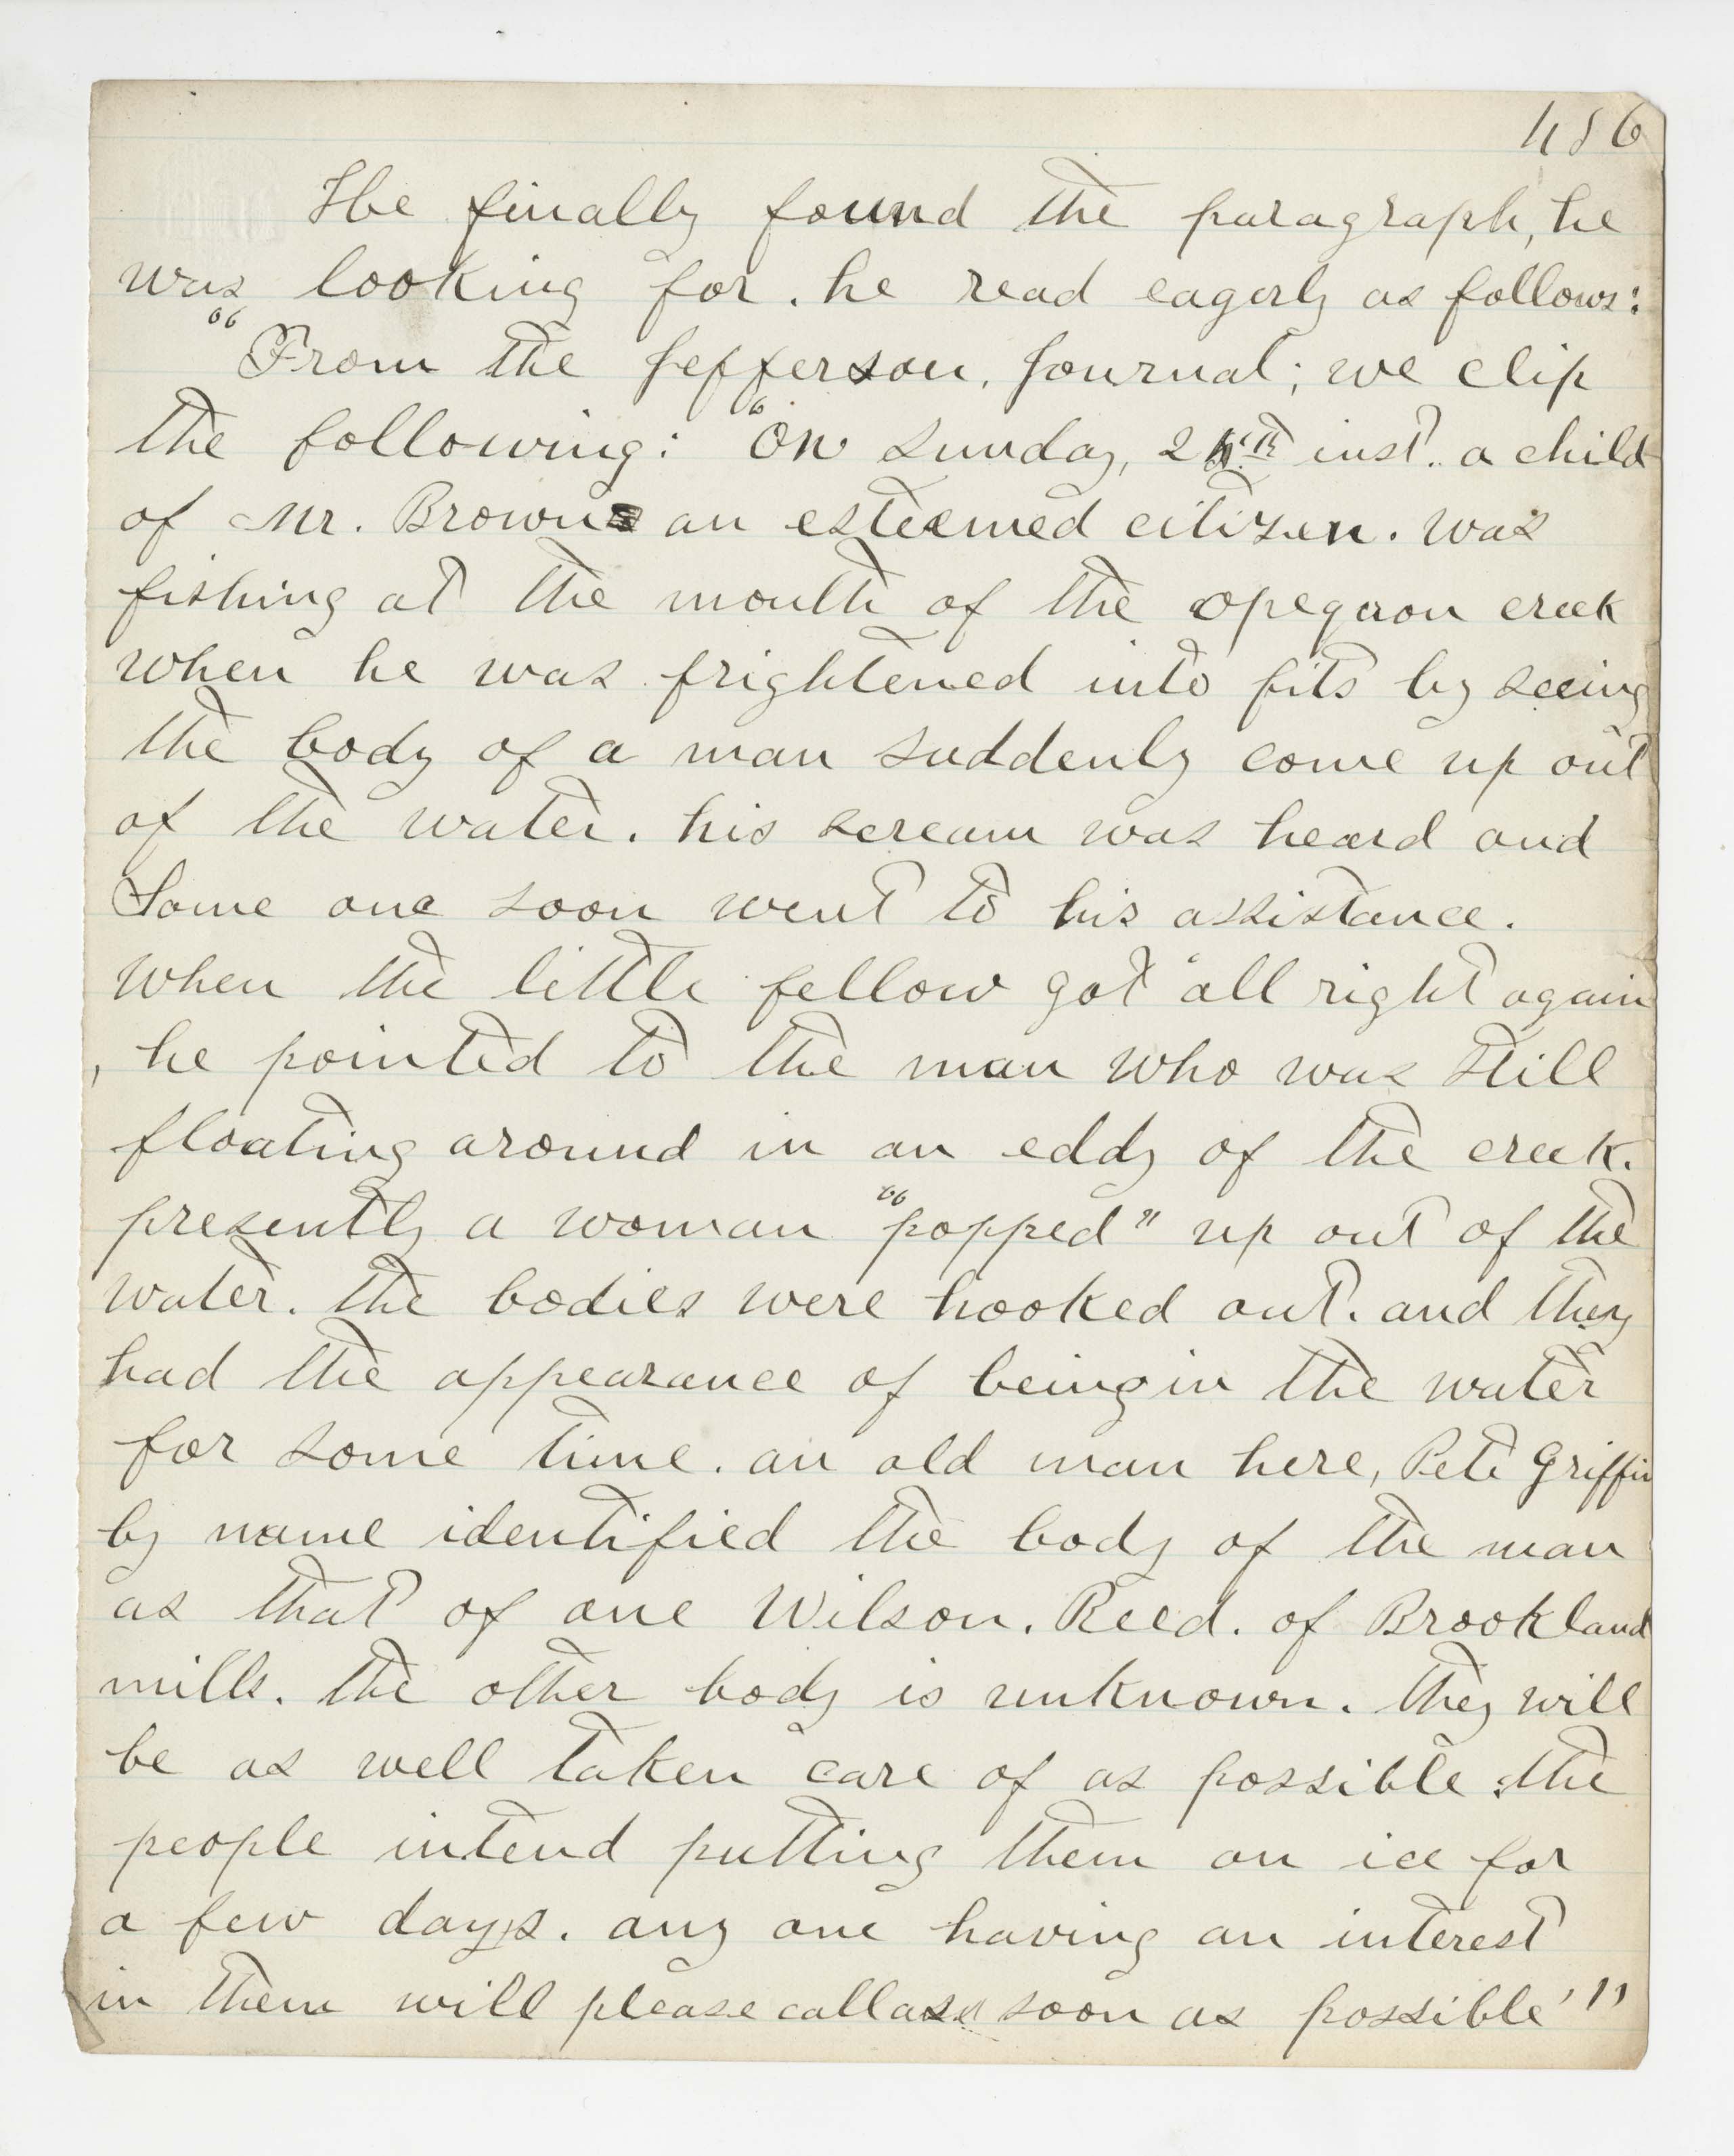 486
He finally found the paragraph, he
was looking for. he read eagerly as follows:
"From the Jefferson. Journal; we clip
the following: 'On Sunday, inst. a child
of Mr. Brown an esteemed citizen. was
fishing at the mouth of the opequon creek
when he was frightened into fits by seeing
the body of a man suddenly come up out
of the water. his scream was heard and
Some one soon went to his assistance.
When the little fellow got all right again
, he pointed to the man who was still
floating around in an eddy of the creek.
presently a woman "popped" up out of the
water. the bodies were hooked out. and they
had the appearance of being in the water
for some time. an old man here, Pete Griffin
by name identified the body of the man
as that of one Wilson. Reed. of Brookland
mills. the other body is unknown. they will
be as well taken care of as possible. the
people intend putting them on ice for
a few days. any one having an interest
in them will please call as soon as possible' "